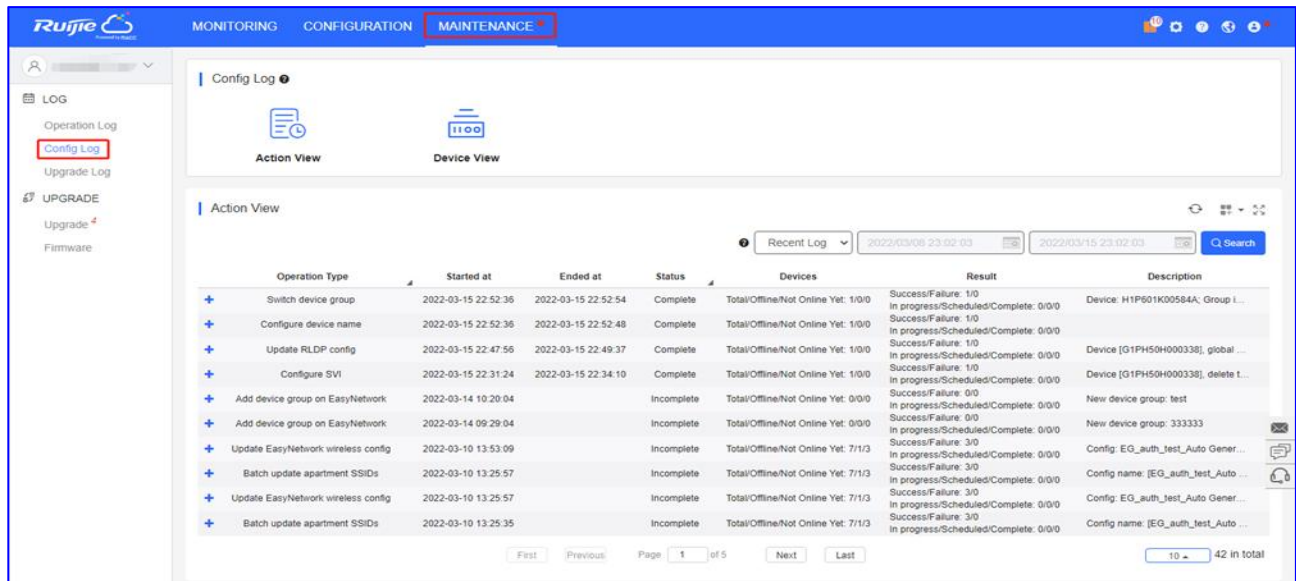 Ruijie MONITORING CONFIGURATION MAINTENANCE 10
Config Log
LOG
Operation Log
Config Log
Upgrade Log
UPGRADE
Upgrade 4
Firmware
Action View Device View
Action View
Recent Log 2022/03/08 23:02:03 2022/03/15 23:02:03 Search
Operation Type Started at Ended at Status Devices Result Description
Switch device group 2022-03-15 22:52:36 2022-03-15 22:52:54 Complete Total/Offline/Not Online Yet: 1/0/0 Success/Failure: 1/0 Device: H1P601K00584A; Group i...
In progress/Scheduled/Complete: 0/0/0
Configure device name 2022-03-15 22:52:36 2022-03-15 22:52:48 Complete Total/Offline/Not Online Yet: 1/0/0 Success/Failure: 1/0
In progress/Scheduled/Complete: 0/0/0
Update RLDP config 2022-03-15 22:47:56 2022-03-15 22:49:37 Complete Total/Offline/Not Online Yet: 1/0/0 Success/Failure: 1/0 Device [G1PH50H000338], global ...
In progress/Scheduled/Complete: 0/0/0
Configure SVI 2022-03-15 22:31:24 2022-03-15 22:34:10 Complete Total/Offline/Not Online Yet: 1/0/0 Success/Failure: 1/0 Device [G1PH50H000338], delete t...
In progress/Scheduled/Complete: 0/0/0
Add device group on EasyNetwork 2022-03-14 10:20:04 Incomplete Total/Offline/Not Online Yet: 0/0/0 Success/Failure: 0/0 New device group: test
In progress/Scheduled/Complete: 0/0/0
Add device group on EasyNetwork 2022-03-14 09:29:04 Incomplete Total/Offline/Not Online Yet: 0/0/0 Success/Failure: 0/0 New device group: 333333
In progress/Scheduled/Complete: 0/0/0
Update EasyNetwork wireless config 2022-03-10 13:53:09 Incomplete Total/Offline/Not Online Yet: 7/1/3 Success/Failure: 3/0 Config: EG_auth_test_Auto Gener...
In progress/Scheduled/Complete: 0/0/0
Batch update apartment SSIDs 2022-03-10 13:25:57 Incomplete Total/Offline/Not Online Yet: 7/1/3 Success/Failure: 3/0 Config name: [EG_auth_test_Auto ...
In progress/Scheduled/Complete: 0/0/0
Update EasyNetwork wireless config 2022-03-10 13:25:57 Incomplete Total/Offline/Not Online Yet: 7/1/3 Success/Failure: 3/0 Config: EG_auth_test_Auto Gener...
In progress/Scheduled/Complete: 0/0/0
Batch update apartment SSIDs 2022-03-10 13:25:35 Incomplete Total/Offline/Not Online Yet: 7/1/3 Success/Failure: 3/0 Config name: [EG_auth_test_Auto ...
In progress/Scheduled/Complete: 0/0/0
First Previous Page 1 of 5 Next Last 10 42 in total